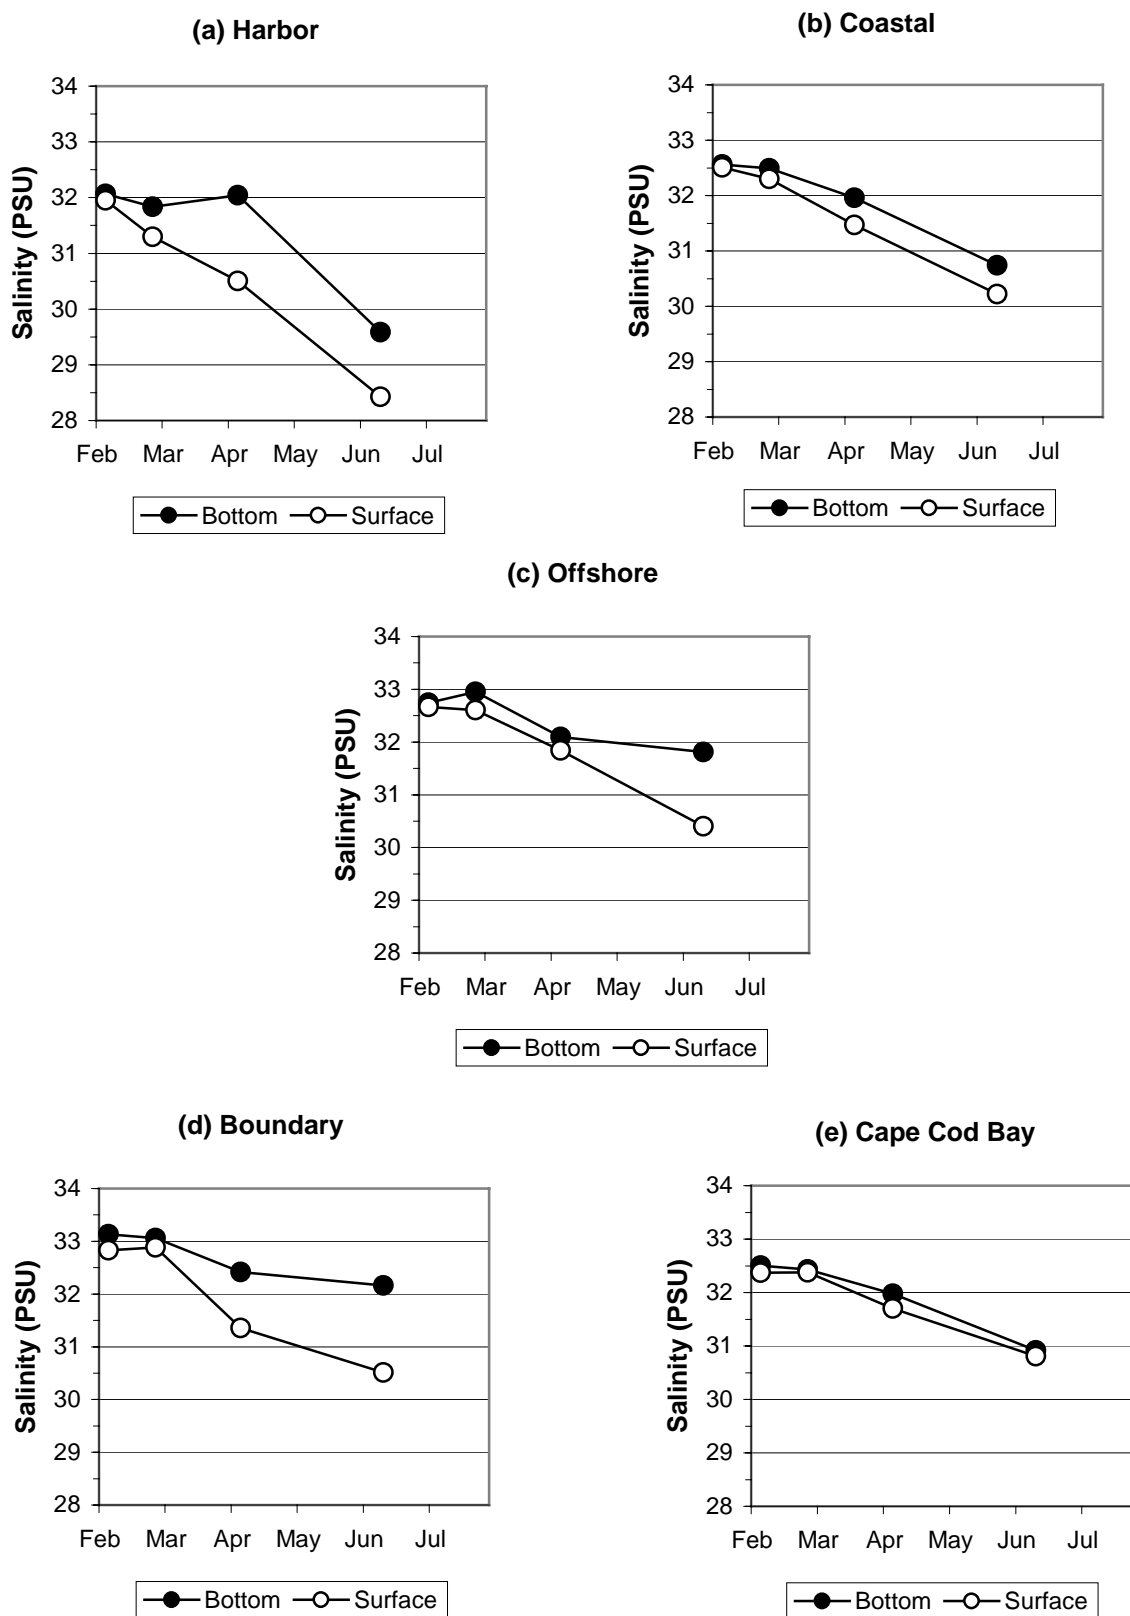 (a) Harbor
Salinity (PSU)
34
33
32
31
30
29
28
Feb Mar Apr May Jun Jul
Bottom Surface
(b) Coastal
Salinity (PSU)
34
33
32
31
30
29
28
Feb Mar Apr May Jun Jul
Bottom Surface
(c) Offshore
Salinity (PSU)
34
33
32
31
30
29
28
Feb Mar Apr May Jun Jul
Bottom Surface
(d) Boundary
Salinity (PSU)
34
33
32
31
30
29
28
Feb Mar Apr May Jun Jul
Bottom Surface
(e) Cape Cod Bay
Salinity (PSU)
34
33
32
31
30
29
28
Feb Mar Apr May Jun Jul
Bottom Surface